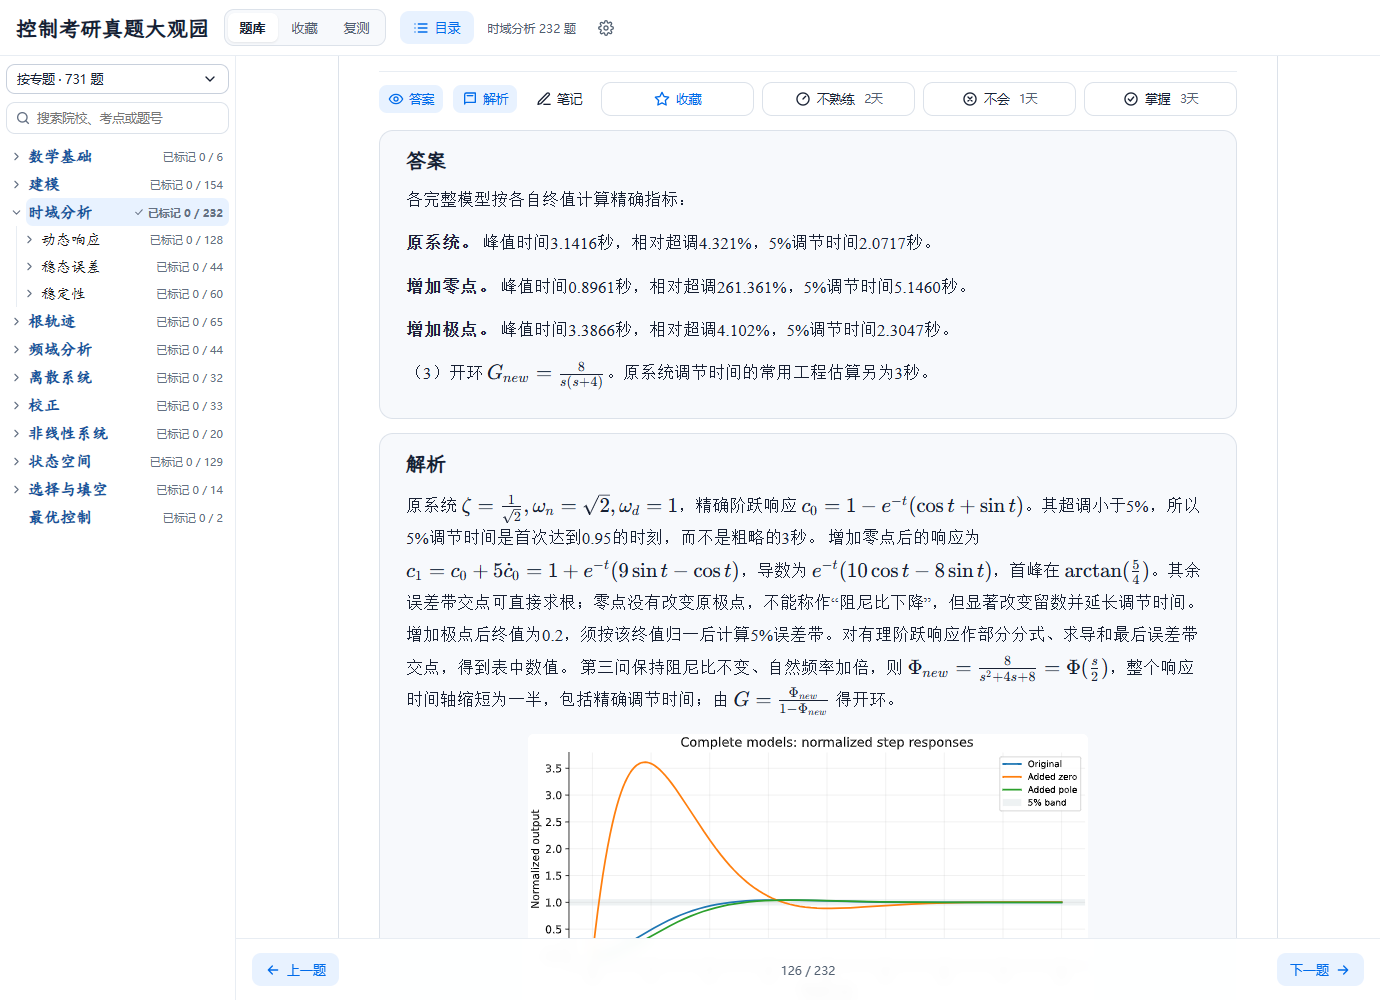 控制考研真题大观园
题库
收藏
复测
目录
时域分析 232 题
按专题 · 731 题
搜索院校、考点或题号
数学基础 已标记 0 / 6
建模 已标记 0 / 154
时域分析 已标记 0 / 232
动态响应 已标记 0 / 128
稳态误差 已标记 0 / 44
稳定性 已标记 0 / 60
根轨迹 已标记 0 / 65
频域分析 已标记 0 / 44
离散系统 已标记 0 / 32
校正 已标记 0 / 33
非线性系统 已标记 0 / 20
状态空间 已标记 0 / 129
选择与填空 已标记 0 / 14
最优控制 已标记 0 / 2
答案
解析
笔记
收藏
不熟练 2天
不会 1天
掌握 3天
答案
各完整模型按各自终值计算精确指标：
原系统。 峰值时间3.1416秒，相对超调4.321%，5%调节时间2.0717秒。
增加零点。 峰值时间0.8961秒，相对超调261.361%，5%调节时间5.1460秒。
增加极点。 峰值时间3.3866秒，相对超调4.102%，5%调节时间2.3047秒。
（3）开环 $G_{new} = \frac{8}{s(s+4)}$。原系统调节时间的常用工程估算另为3秒。
解析
原系统 $\zeta = \frac{1}{\sqrt{2}}, \omega_n = \sqrt{2}, \omega_d = 1$，精确阶跃响应 $c_0 = 1 - e^{-t}(\cos t + \sin t)$。其超调小于5%，所以
5%调节时间是首次达到0.95的时刻，而不是粗略的3秒。 增加零点后的响应为
$c_1 = c_0 + 5\dot{c}_0 = 1 + e^{-t}(9\sin t - \cos t)$，导数为 $e^{-t}(10\cos t - 8\sin t)$，首峰在 $\arctan(\frac{5}{4})$。其余
误差带交点可直接求根；零点没有改变原极点，不能称作“阻尼比下降”，但显著改变留数并延长调节时间。
增加极点后终值为0.2，须按该终值归一后计算5%误差带。对有理阶跃响应作部分分式、求导和最后误差带
交点，得到表中数值。 第三问保持阻尼比不变、自然频率加倍，则 $\Phi_{new} = \frac{8}{s^2+4s+8} = \Phi(\frac{s}{2})$，整个响应
时间轴缩短为一半，包括精确调节时间；由 $G = \frac{\Phi_{new}}{1-\Phi_{new}}$ 得开环。
Complete models: normalized step responses
Original
Added zero
Added pole
5% band
Normalized output
3.5
3.0
2.5
2.0
1.5
1.0
0.5
上一题
126 / 232
下一题